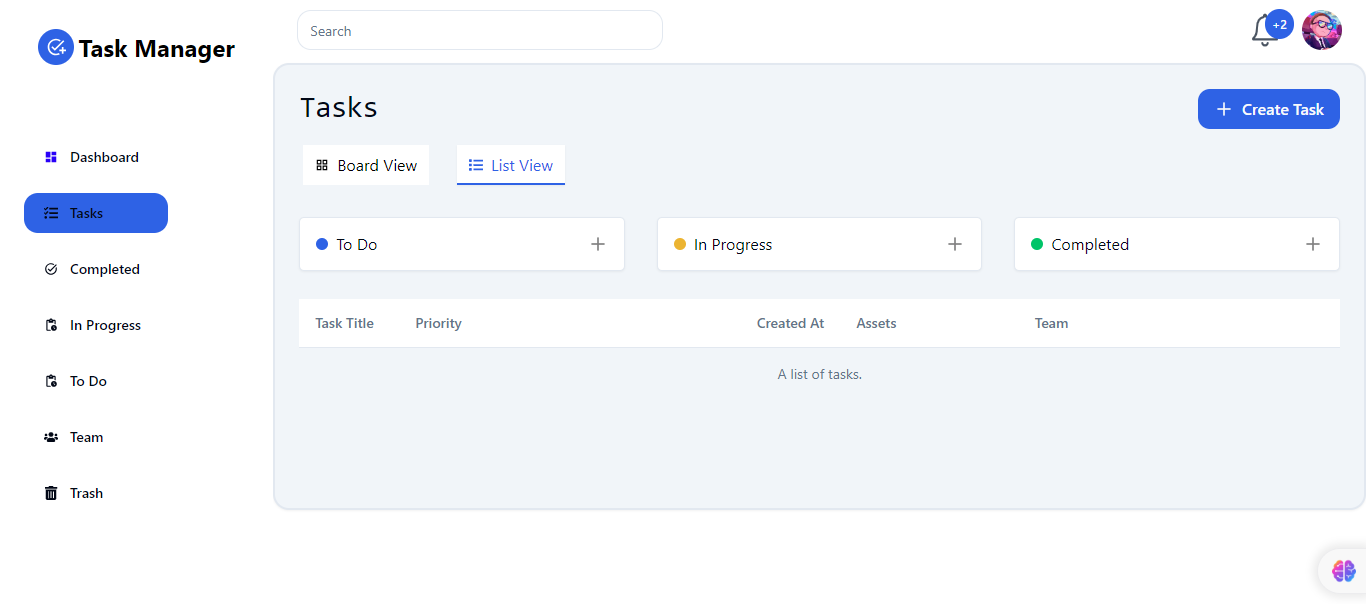 Task Manager
Search
+2
Tasks
Create Task
Dashboard
Tasks
Completed
In Progress
To Do
Team
Trash
Board View
List View
To Do
In Progress
Completed
Task Title Priority Created At Assets Team
A list of tasks.